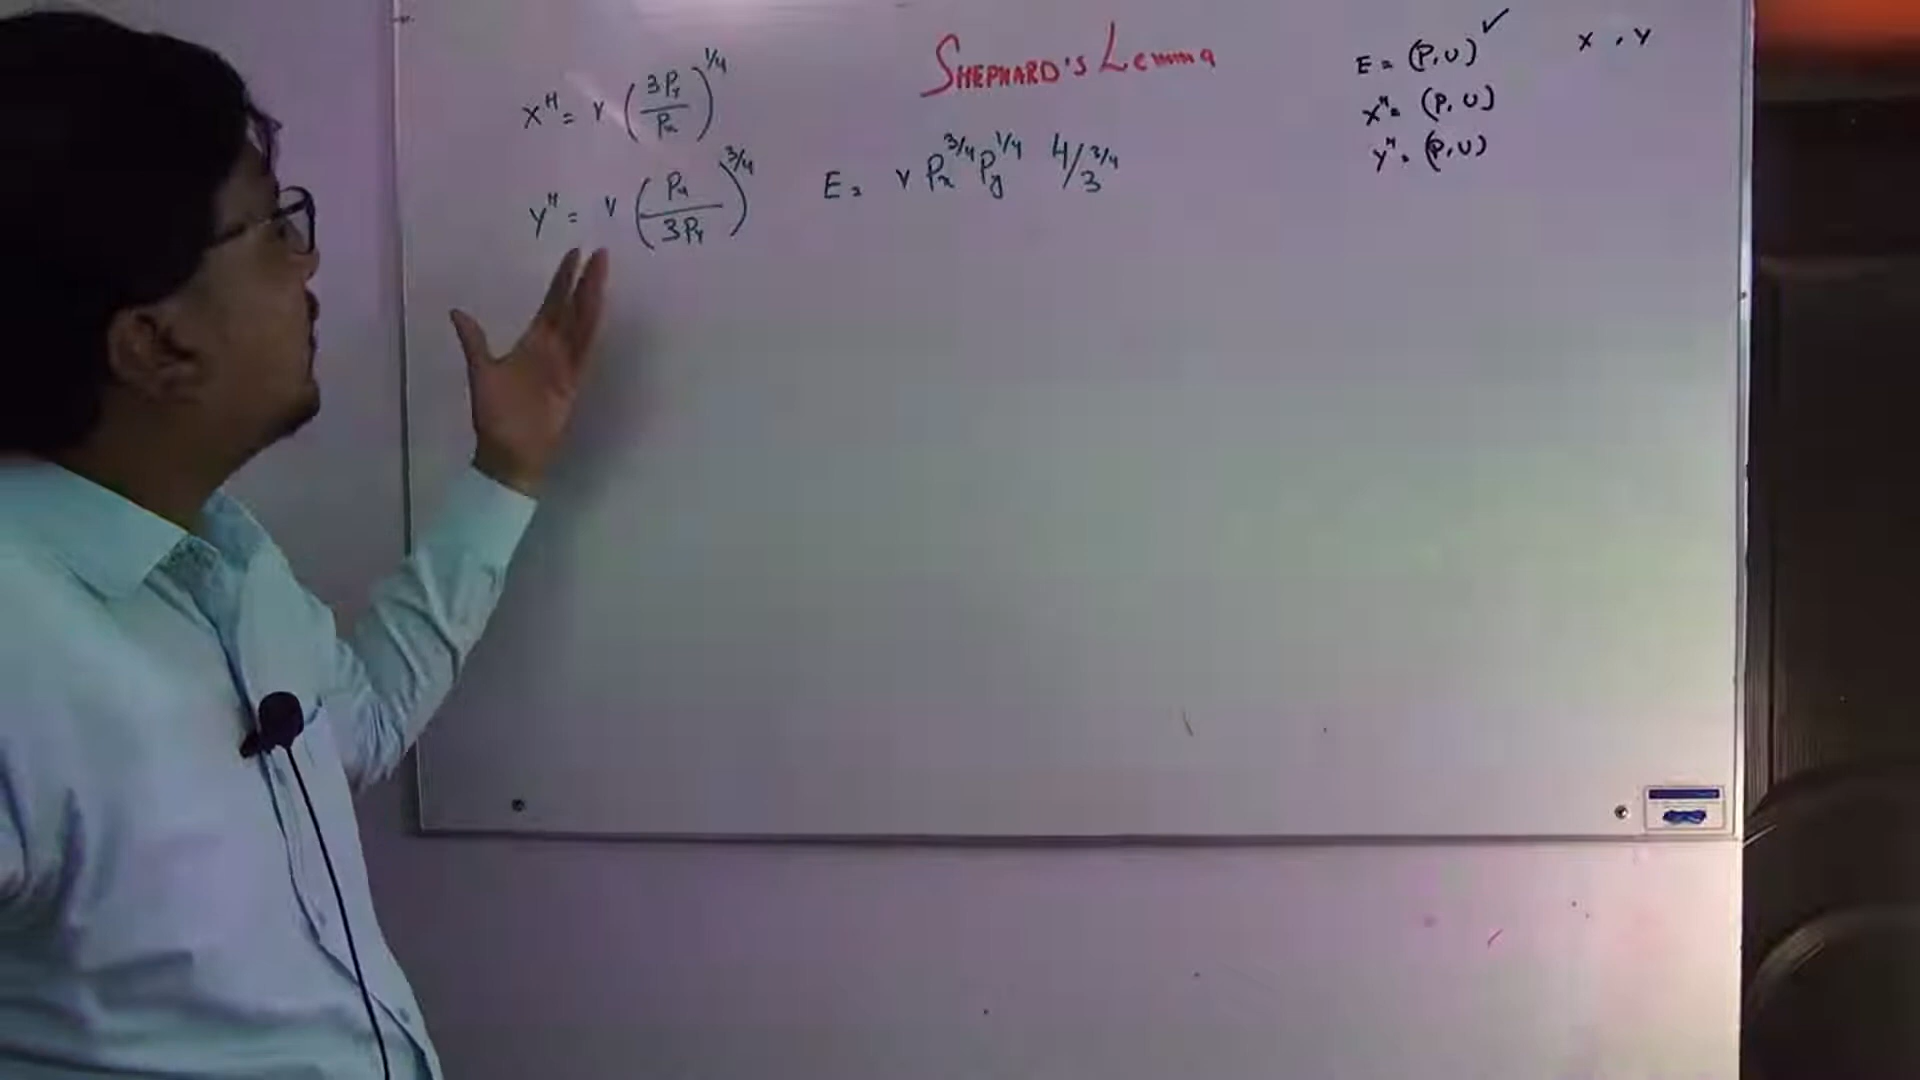 SHEPHARD'S Lemma
X^H = v (3P_Y / P_x)^1/4
Y^H = v (P_x / 3P_Y)^3/4
E = v P_x^3/4 P_y^1/4 4/3^3/4
E = (P, U) ✓
X^H = (P, U)
Y^H = (P, U)
X , Y